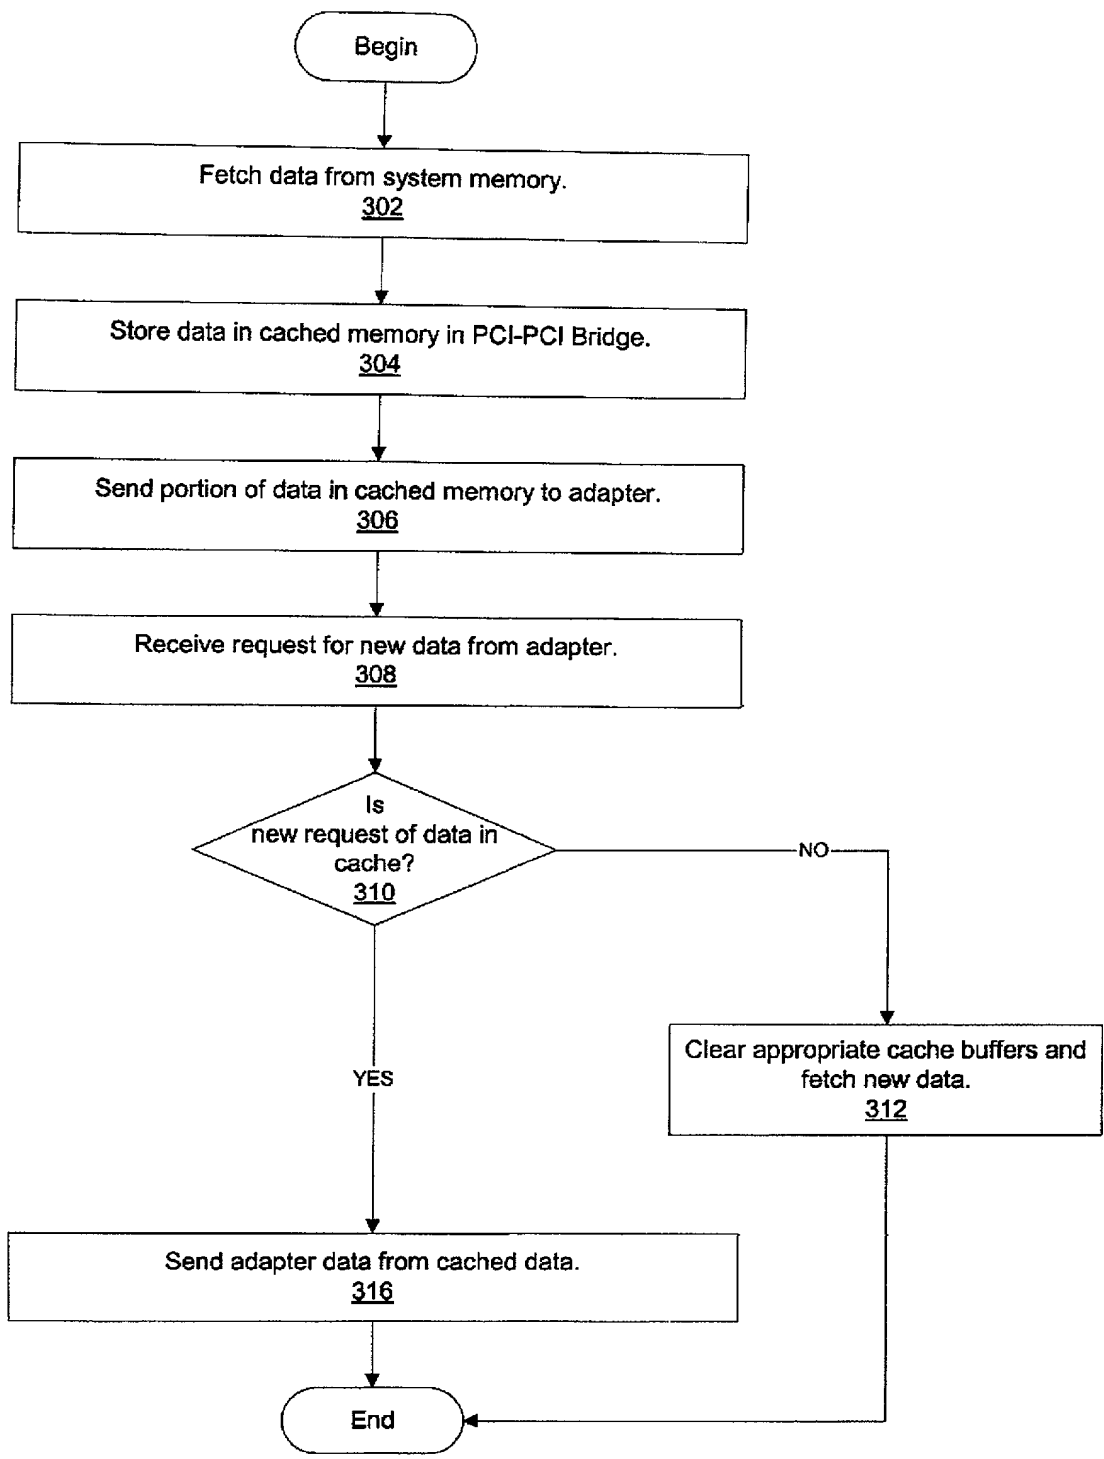 Begin
Fetch data from system memory.
302
Store data in cached memory in PCI-PCI Bridge.
304
Send portion of data in cached memory to adapter.
306
Receive request for new data from adapter.
308
Is
new request of data in
cache?
310
NO
Clear appropriate cache buffers and
fetch new data.
312
YES
Send adapter data from cached data.
316
End